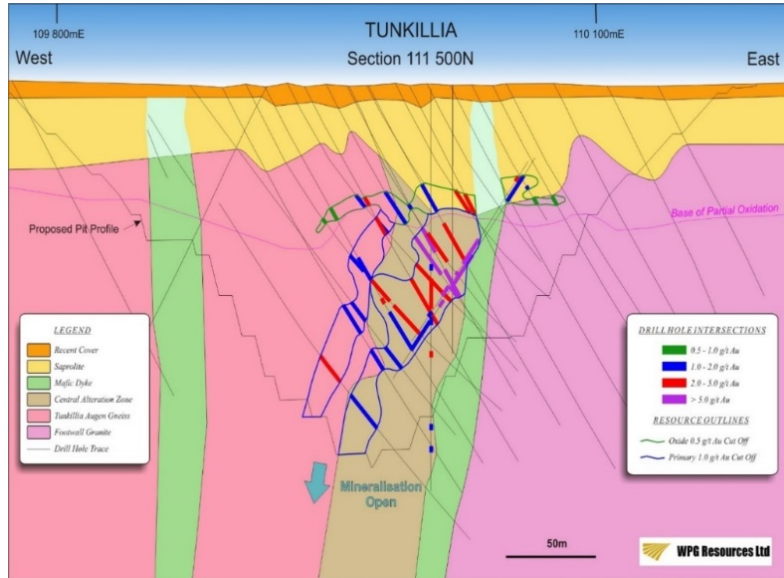 109 800mE
TUNKILLIA
110 100mE
West
Section 111 500N
East
Proposed Pit Profile
Base of Partial Oxidation
LEGEND
Recent Cover
Saprolite
Mafic Dyke
Central Alteration Zone
Tunkillia Augen Gneiss
Footwall Granite
Drill Hole Trace
DRILL HOLE INTERSECTIONS
0.5 - 1.0 g/t Au
1.0 - 2.0 g/t Au
2.0 - 5.0 g/t Au
> 5.0 g/t Au
RESOURCE OUTLINES
Oxide 0.5 g/t Au Cut Off
Primary 1.0 g/t Au Cut Off
Mineralisation
Open
50m
WPG Resources Ltd